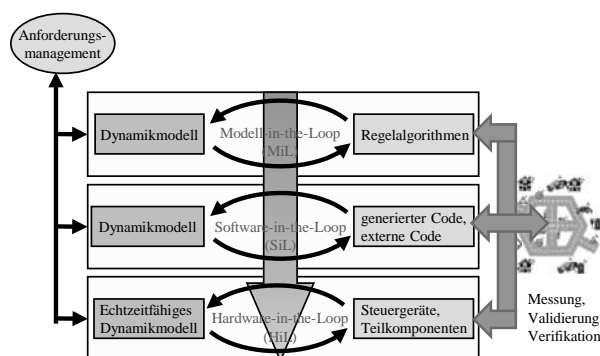 Anforderungs-
management
Dynamikmodell
Modell-in-the-Loop
(MiL)
Regelalgorithmen
Dynamikmodell
Software-in-the-Loop
(SiL)
generierter Code,
externe Code
Echtzeitfähiges
Dynamikmodell
Hardware-in-the-Loop
(HiL)
Steuergeräte,
Teilkomponenten
Messung,
Validierung
Verifikation